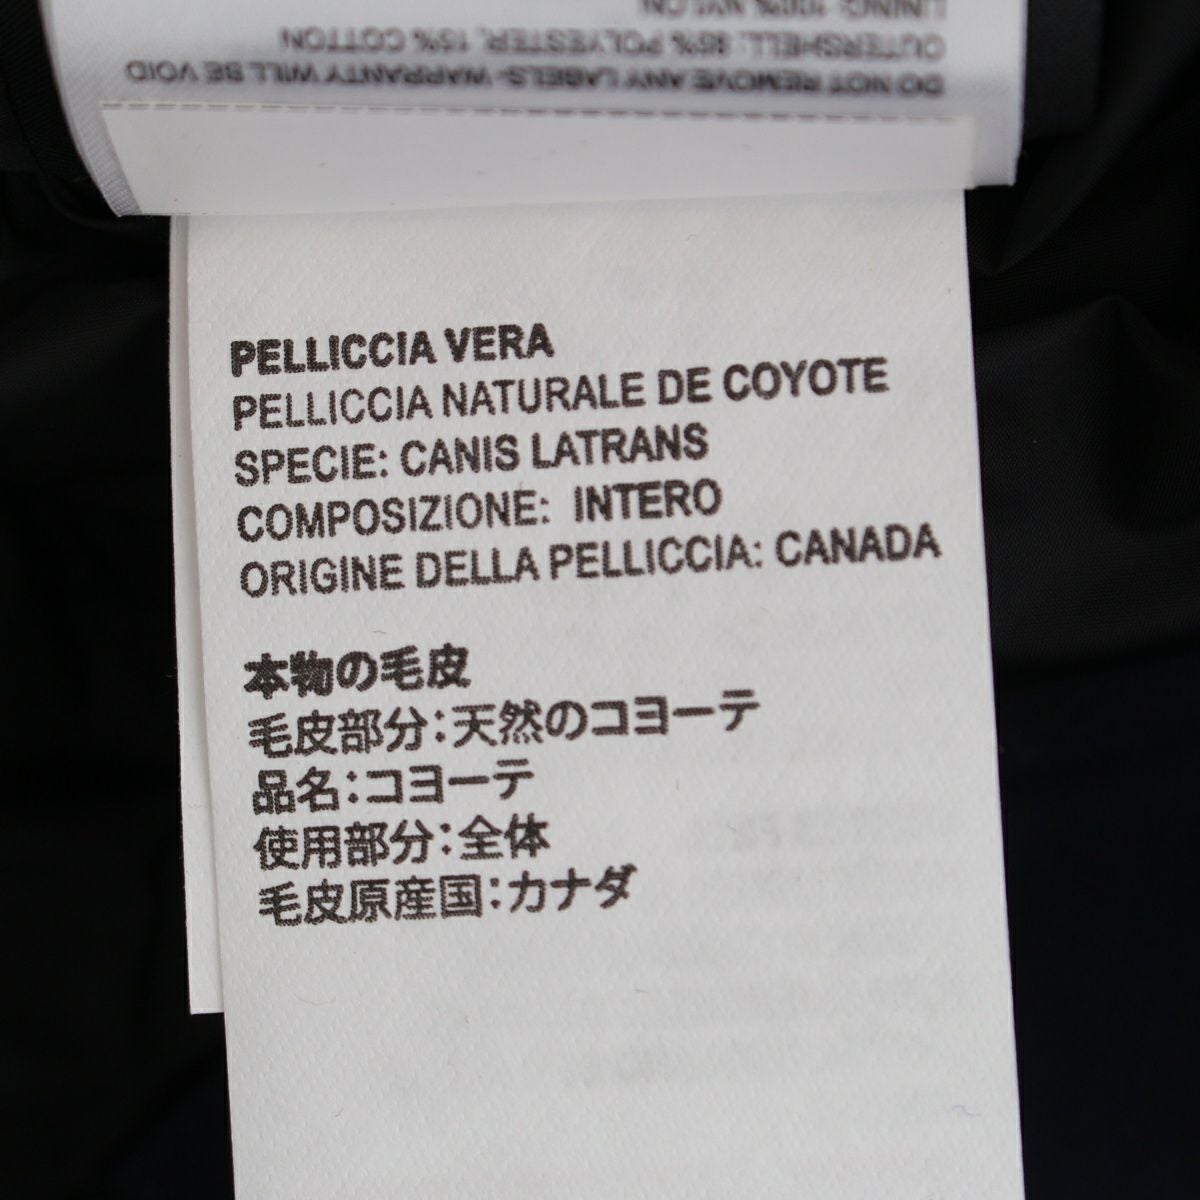 LINING: 100% NYLON
OUTERSHELL: 85% POLYESTER, 15% COTTON
DO NOT REMOVE ANY LABELS- WARRANTY WILL BE VOID
PELLICCIA VERA
PELLICCIA NATURALE DE COYOTE
SPECIE: CANIS LATRANS
COMPOSIZIONE: INTERO
ORIGINE DELLA PELLICCIA: CANADA
本物の毛皮
毛皮部分:天然のコヨーテ
品名:コヨーテ
使用部分:全体
毛皮原産国:カナダ